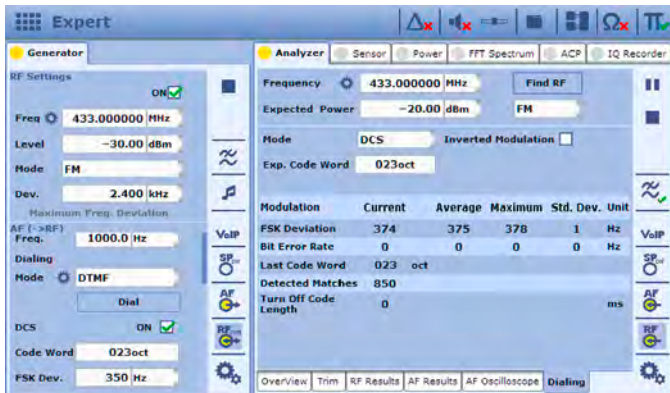 Expert
Generator
RF Settings
ON
Freq 433.000000 MHz
Level -30.00 dBm
Mode FM
Dev. 2.400 kHz
Maximum Freq. Deviation
AF (->RF)
Freq. 1000.0 Hz
Dialing
Mode DTMF
Dial
DCS ON
Code Word 023oct
FSK Dev. 350 Hz
VoIP
SP
AF
RF
Analyzer Sensor Power FFT Spectrum ACP IQ Recorder
Frequency 433.000000 MHz Find RF
Expected Power -20.00 dBm FM
Mode DCS Inverted Modulation
Exp. Code Word 023oct
Modulation Current Average Maximum Std. Dev. Unit
FSK Deviation 374 375 378 1 Hz
Bit Error Rate 0 0 0 0 Hz
Last Code Word 023 oct
Detected Matches 850
Turn Off Code
Length 0 ms
OverView Trim RF Results AF Results AF Oscilloscope Dialing
VoIP
SP
AF
RF